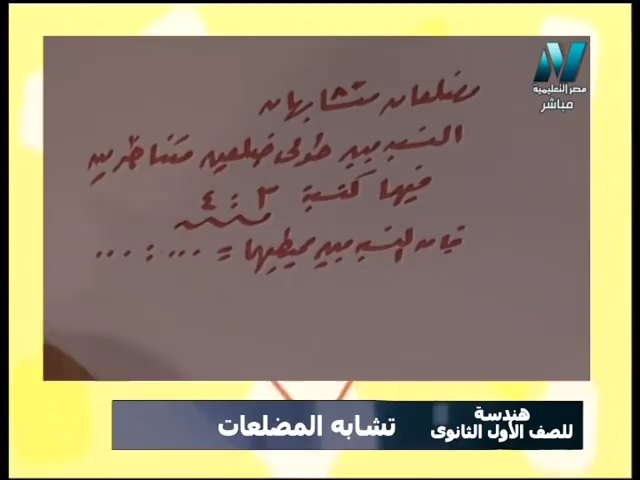 مصر التعليمية
مباشر
مضلعان متشابهان
النسبة بين طولى ضلعين متناظرين
فيهما كنسبة ٣ : ٤
فإن النسبة بين محيطيهما = ... : ...
هندسة
للصف الأول الثانوى
تشابه المضلعات